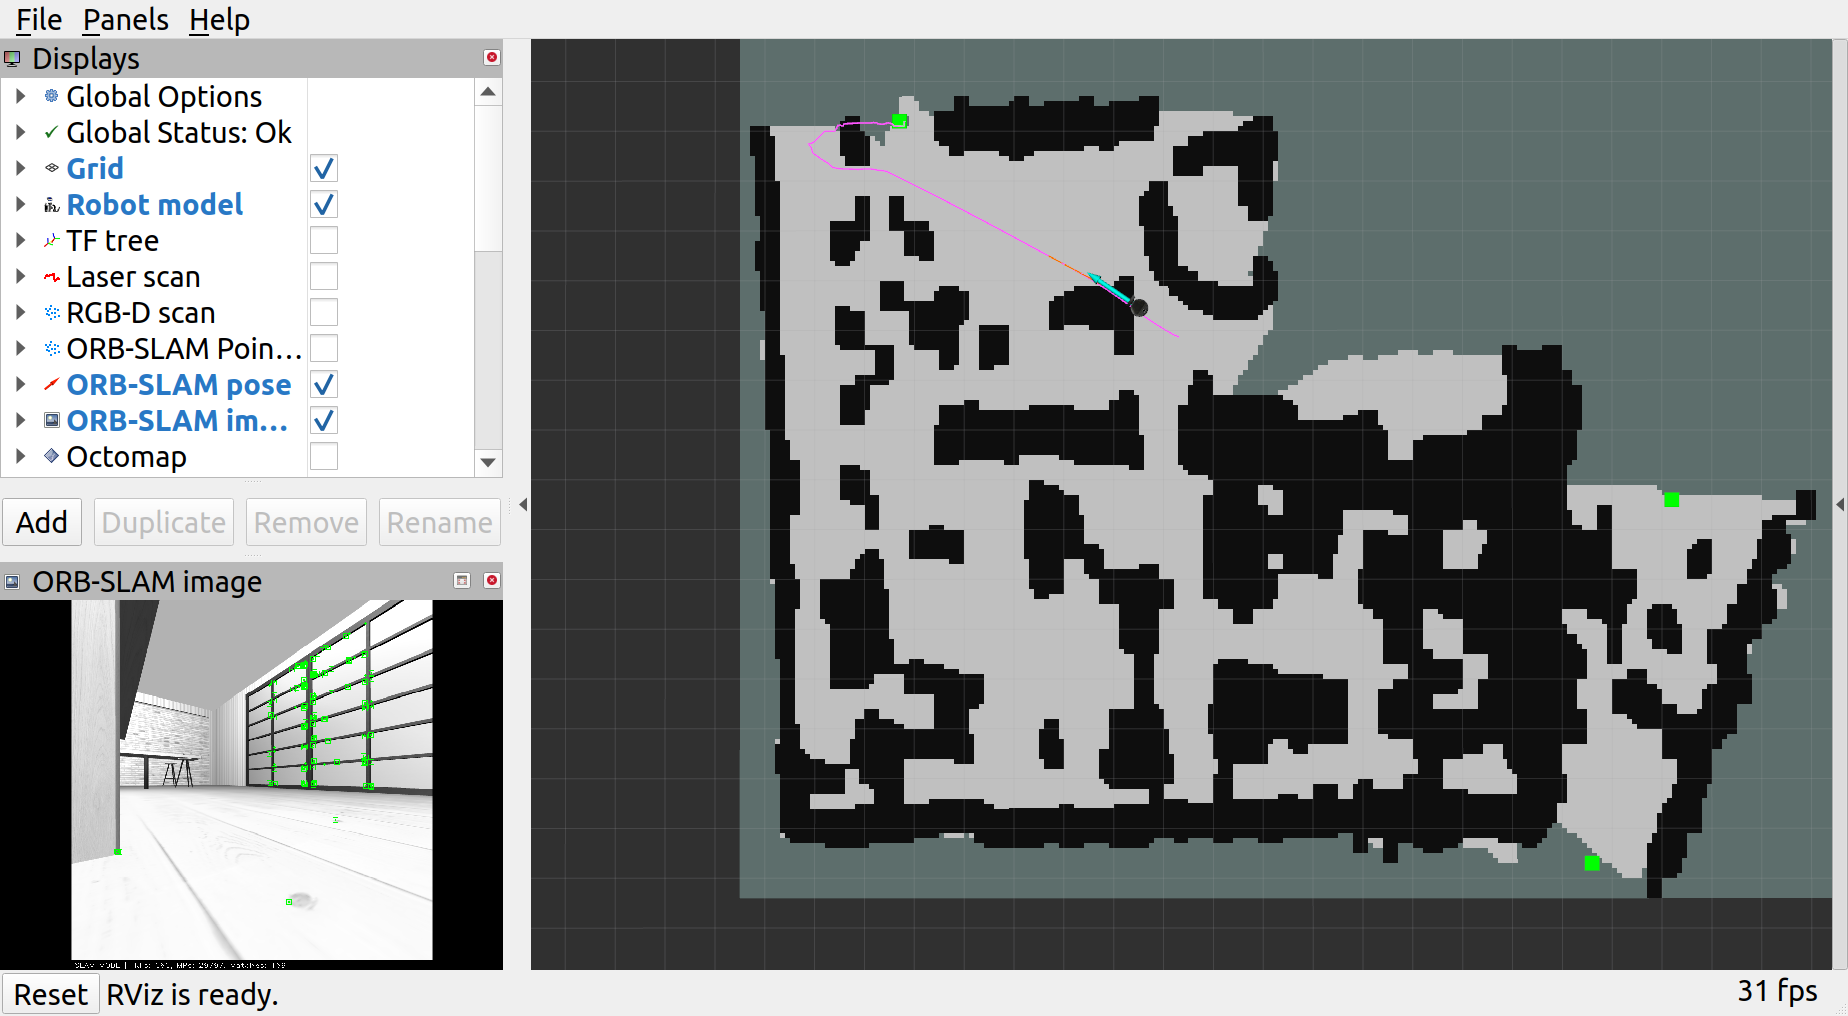 File Panels Help
Displays
Global Options
Global Status: Ok
Grid
Robot model
TF tree
Laser scan
RGB-D scan
ORB-SLAM Poin...
ORB-SLAM pose
ORB-SLAM im...
Octomap
Add Duplicate Remove Rename
ORB-SLAM image
SLAM MODE |
Reset RViz is ready.
31 fps